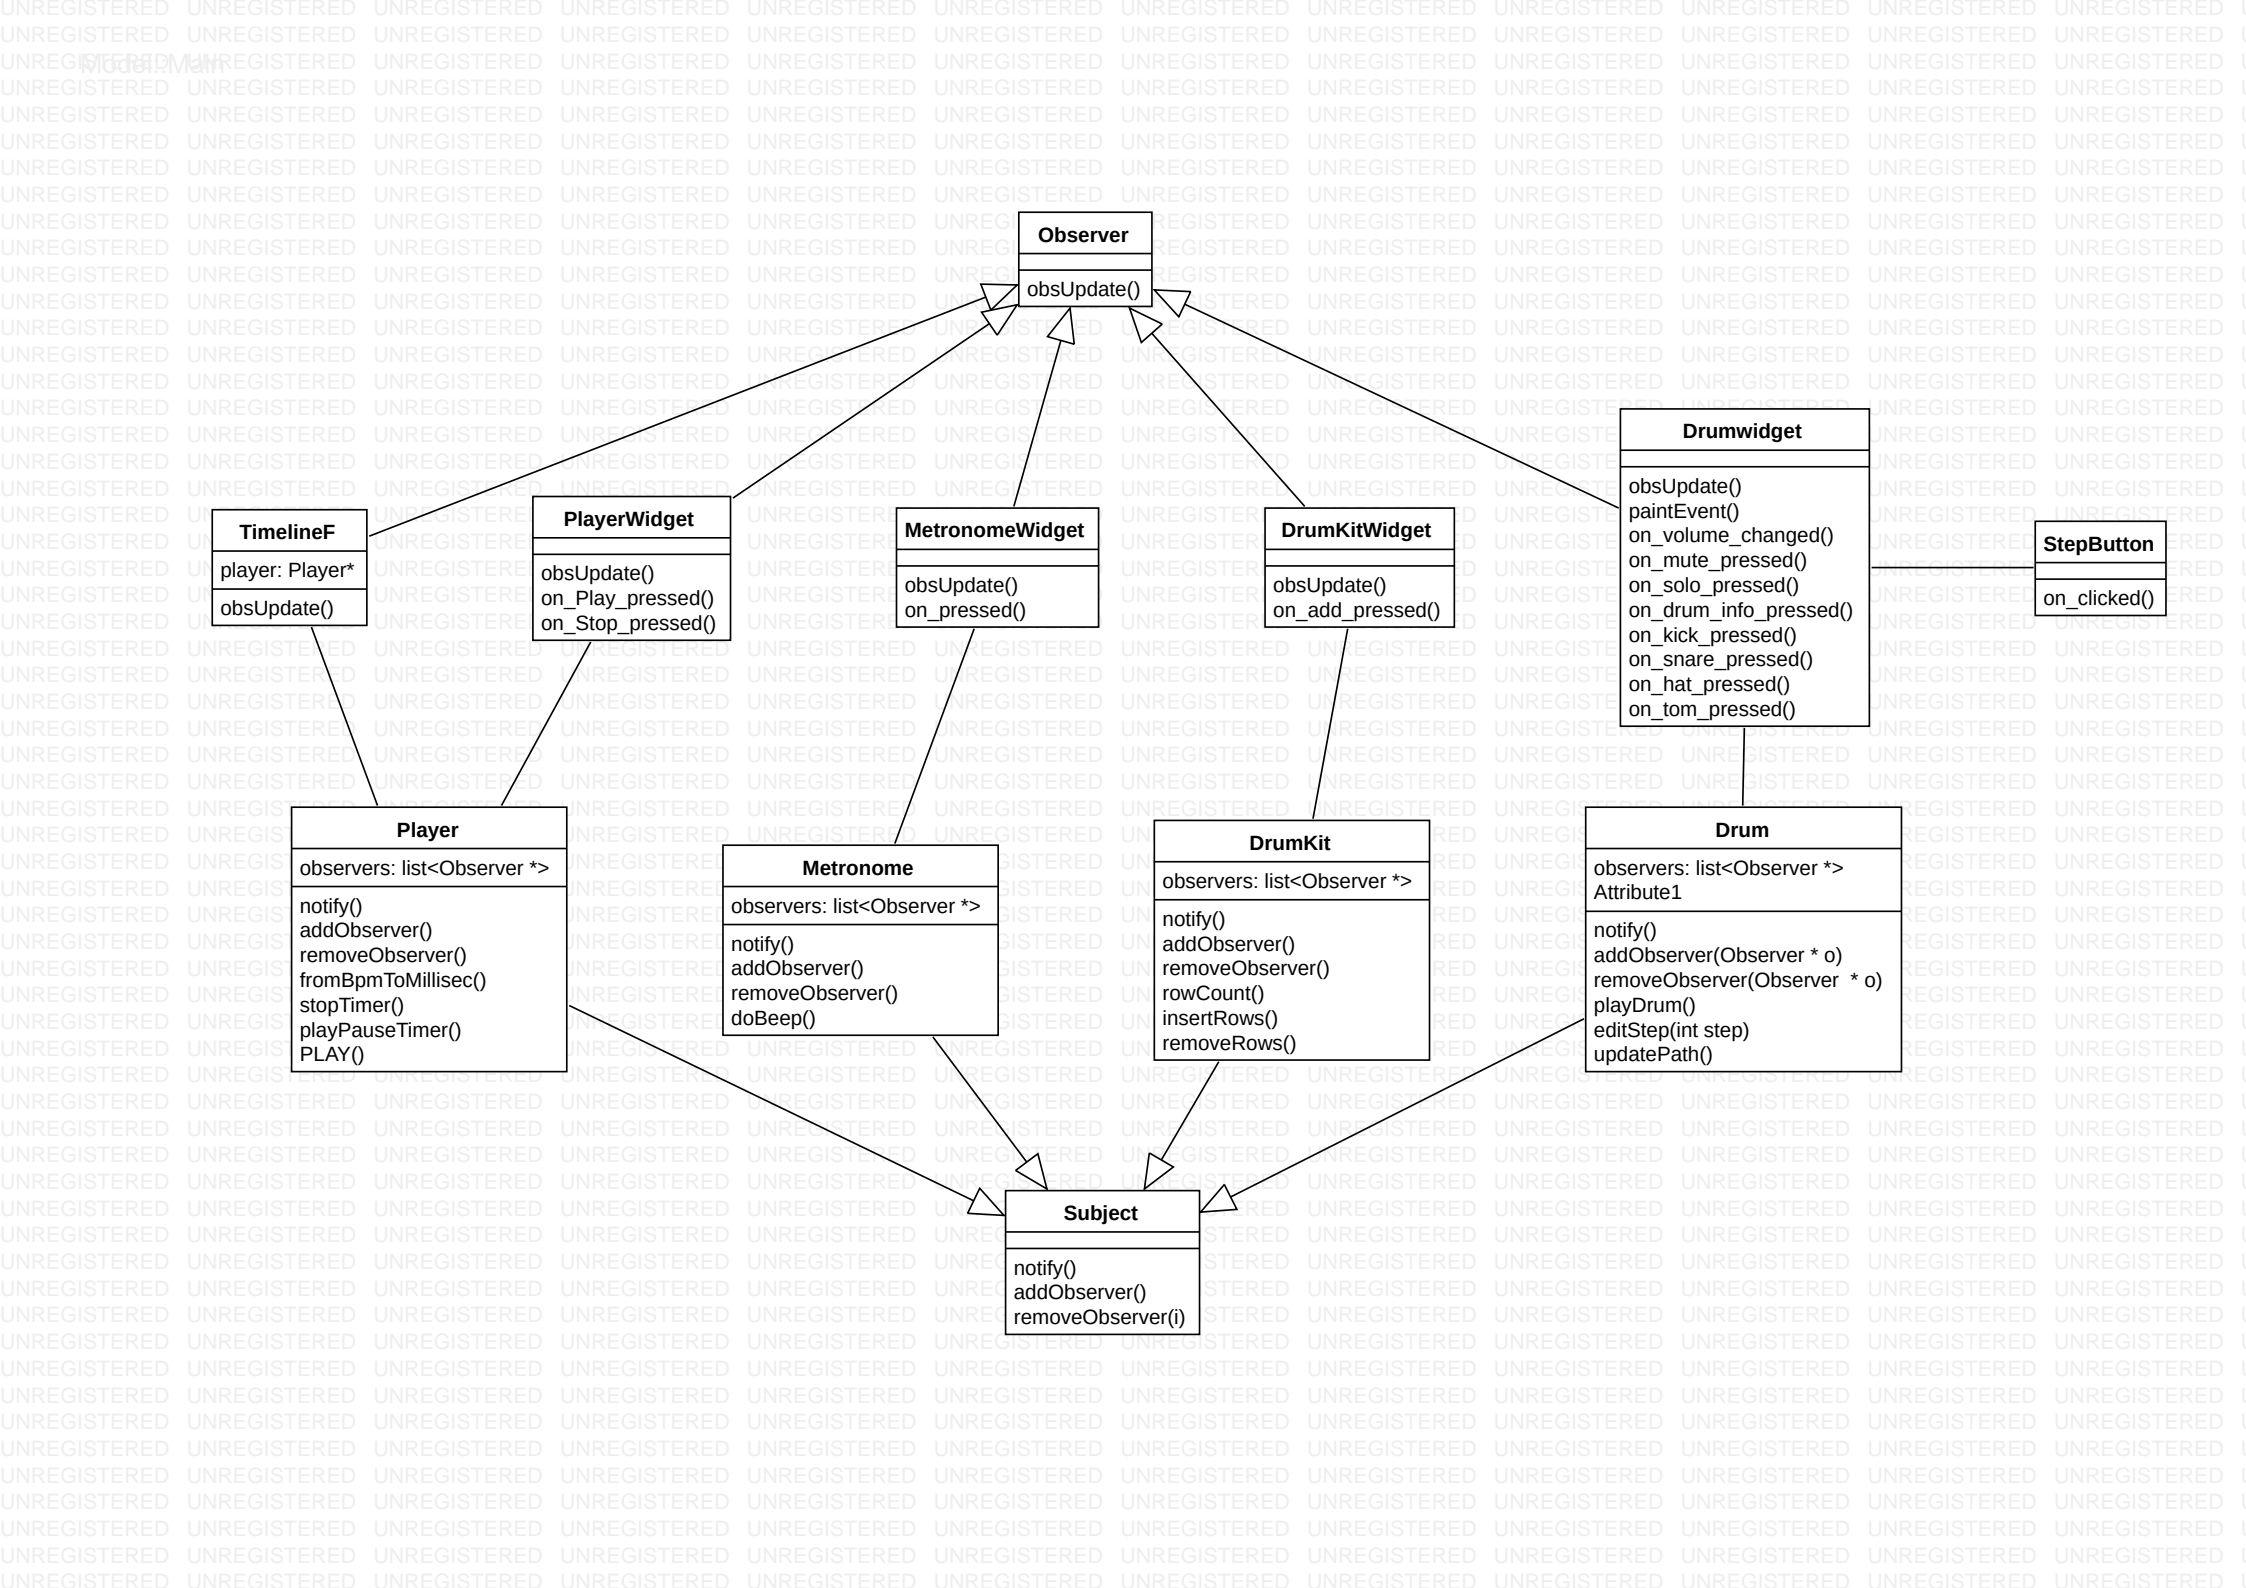 Model::Main
Observer
obsUpdate()
TimelineF
player: Player*
obsUpdate()
PlayerWidget
obsUpdate()
on_Play_pressed()
on_Stop_pressed()
MetronomeWidget
obsUpdate()
on_pressed()
DrumKitWidget
obsUpdate()
on_add_pressed()
Drumwidget
obsUpdate()
paintEvent()
on_volume_changed()
on_mute_pressed()
on_solo_pressed()
on_drum_info_pressed()
on_kick_pressed()
on_snare_pressed()
on_hat_pressed()
on_tom_pressed()
StepButton
on_clicked()
Player
observers: list<Observer *>
notify()
addObserver()
removeObserver()
fromBpmToMillisec()
stopTimer()
playPauseTimer()
PLAY()
Metronome
observers: list<Observer *>
notify()
addObserver()
removeObserver()
doBeep()
DrumKit
observers: list<Observer *>
notify()
addObserver()
removeObserver()
rowCount()
insertRows()
removeRows()
Drum
observers: list<Observer *>
Attribute1
notify()
addObserver(Observer * o)
removeObserver(Observer  * o)
playDrum()
editStep(int step)
updatePath()
Subject
notify()
addObserver()
removeObserver(i)
UNREGISTERED